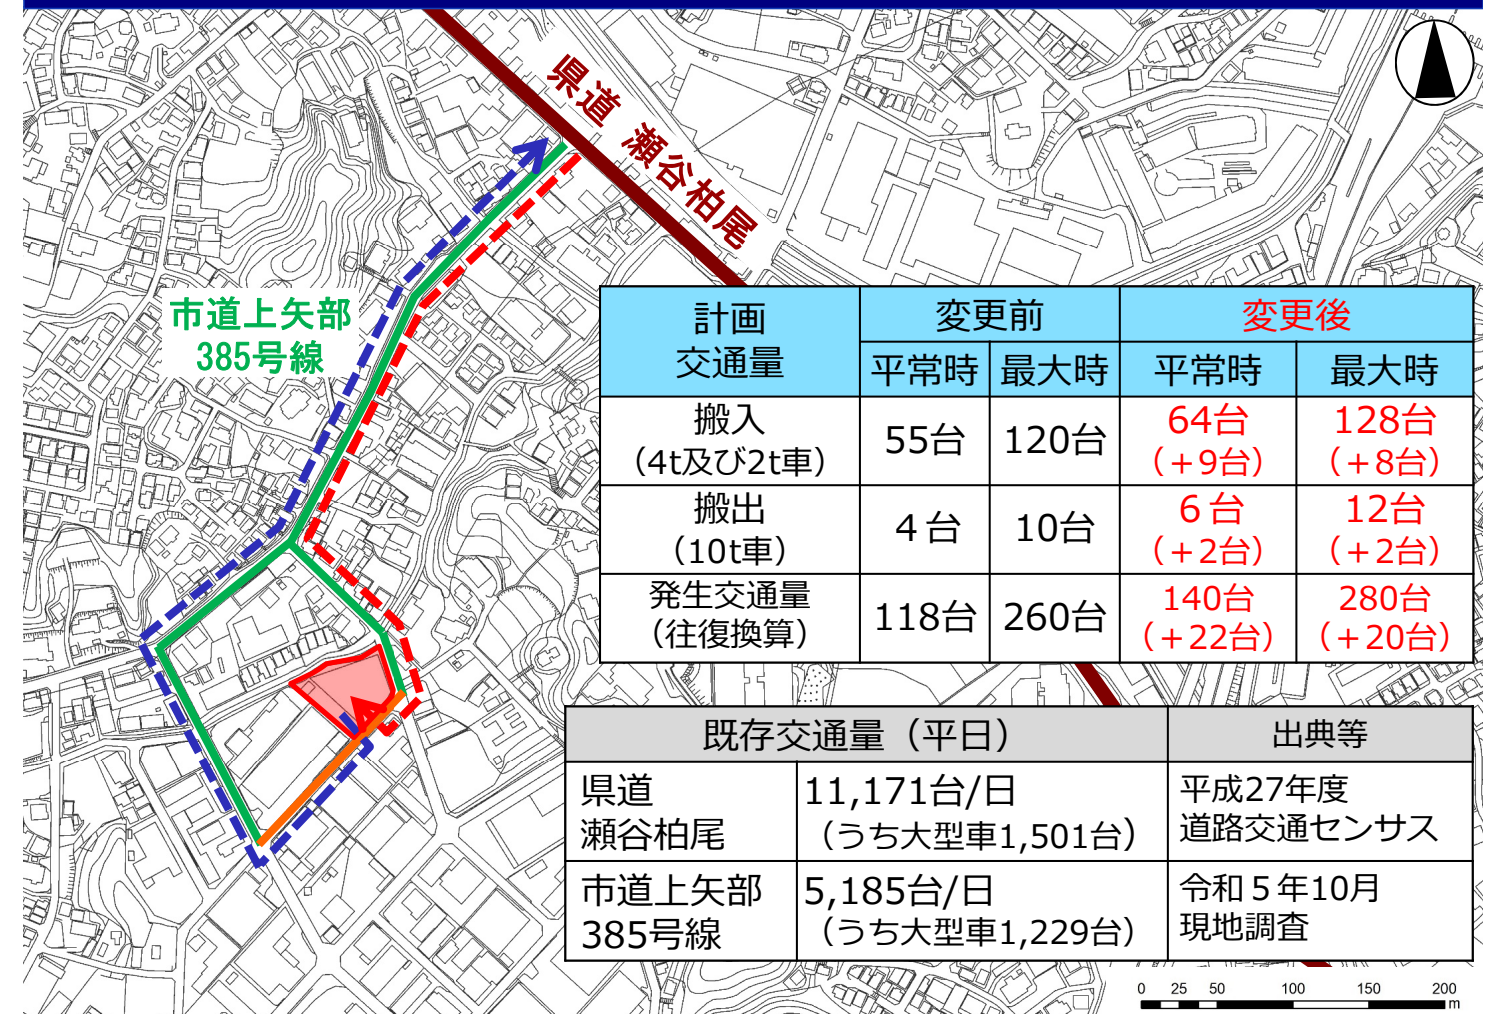 県道 瀬谷柏尾
市道上矢部
385号線
計画
交通量
変更前
変更後
平常時
最大時
平常時
最大時
搬入
（4t及び2t車）
55台
120台
64台
（＋9台）
128台
（＋8台）
搬出
（10t車）
４台
10台
６台
（＋2台）
12台
（＋2台）
発生交通量
（往復換算）
118台
260台
140台
（＋22台）
280台
（＋20台）
既存交通量（平日）
出典等
県道
瀬谷柏尾
11,171台/日
（うち大型車1,501台）
平成27年度
道路交通センサス
市道上矢部
385号線
5,185台/日
（うち大型車1,229台）
令和５年10月
現地調査
0 25 50 100 150 200
m